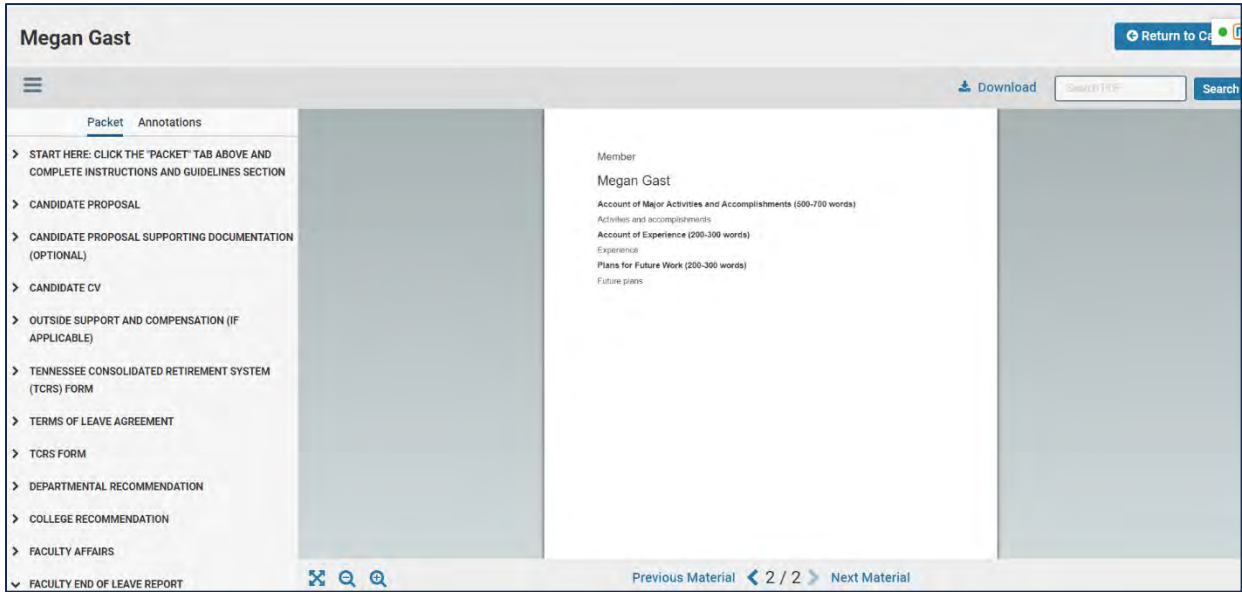 Megan Gast
Return to Ca
Download
Search PDF
Search
Packet Annotations
START HERE: CLICK THE "PACKET" TAB ABOVE AND
COMPLETE INSTRUCTIONS AND GUIDELINES SECTION
CANDIDATE PROPOSAL
CANDIDATE PROPOSAL SUPPORTING DOCUMENTATION
(OPTIONAL)
CANDIDATE CV
OUTSIDE SUPPORT AND COMPENSATION (IF
APPLICABLE)
TENNESSEE CONSOLIDATED RETIREMENT SYSTEM
(TCRS) FORM
TERMS OF LEAVE AGREEMENT
TCRS FORM
DEPARTMENTAL RECOMMENDATION
COLLEGE RECOMMENDATION
FACULTY AFFAIRS
FACULTY END OF LEAVE REPORT
Member
Megan Gast
Account of Major Activities and Accomplishments (500-700 words)
Activities and accomplishments
Account of Experience (200-300 words)
Experience
Plans for Future Work (200-300 words)
Future plans
Previous Material 2 / 2 Next Material